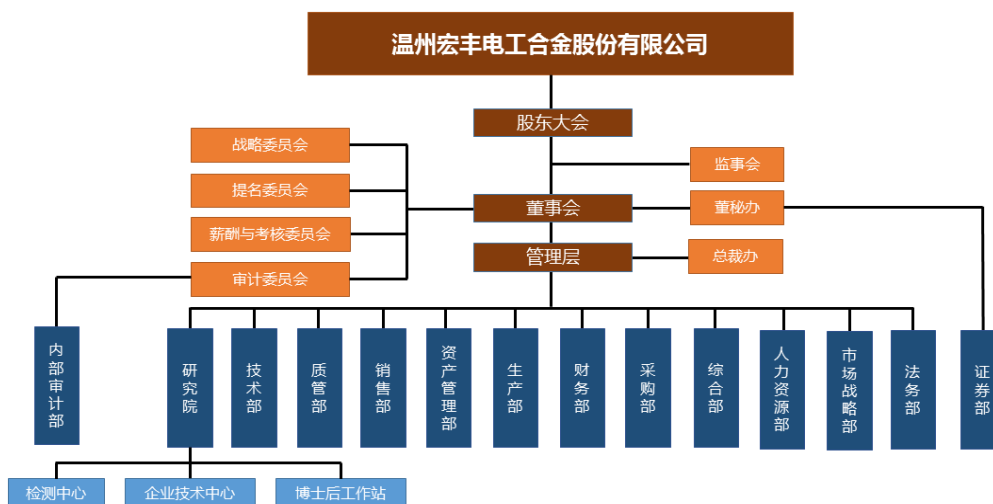 温州宏丰电工合金股份有限公司
股东大会
战略委员会
监事会
提名委员会
董事会
董秘办
薪酬与考核委员会
管理层
总裁办
审计委员会
内部审计部
研究院
技术部
质管部
销售部
资产管理部
生产部
财务部
采购部
综合部
人力资源部
市场战略部
法务部
证券部
检测中心
企业技术中心
博士后工作站